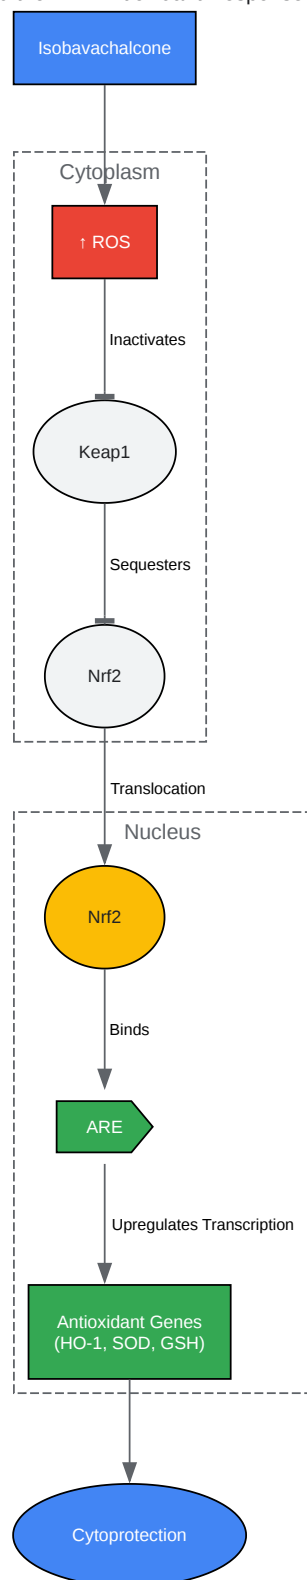 Isobavachalcone
Cytoplasm
↑ ROS
Inactivates
Keap1
Sequesters
Nrf2
Translocation
Nucleus
Nrf2
Binds
ARE
Upregulates Transcription
Antioxidant Genes
(HO-1, SOD, GSH)
Cytoprotection